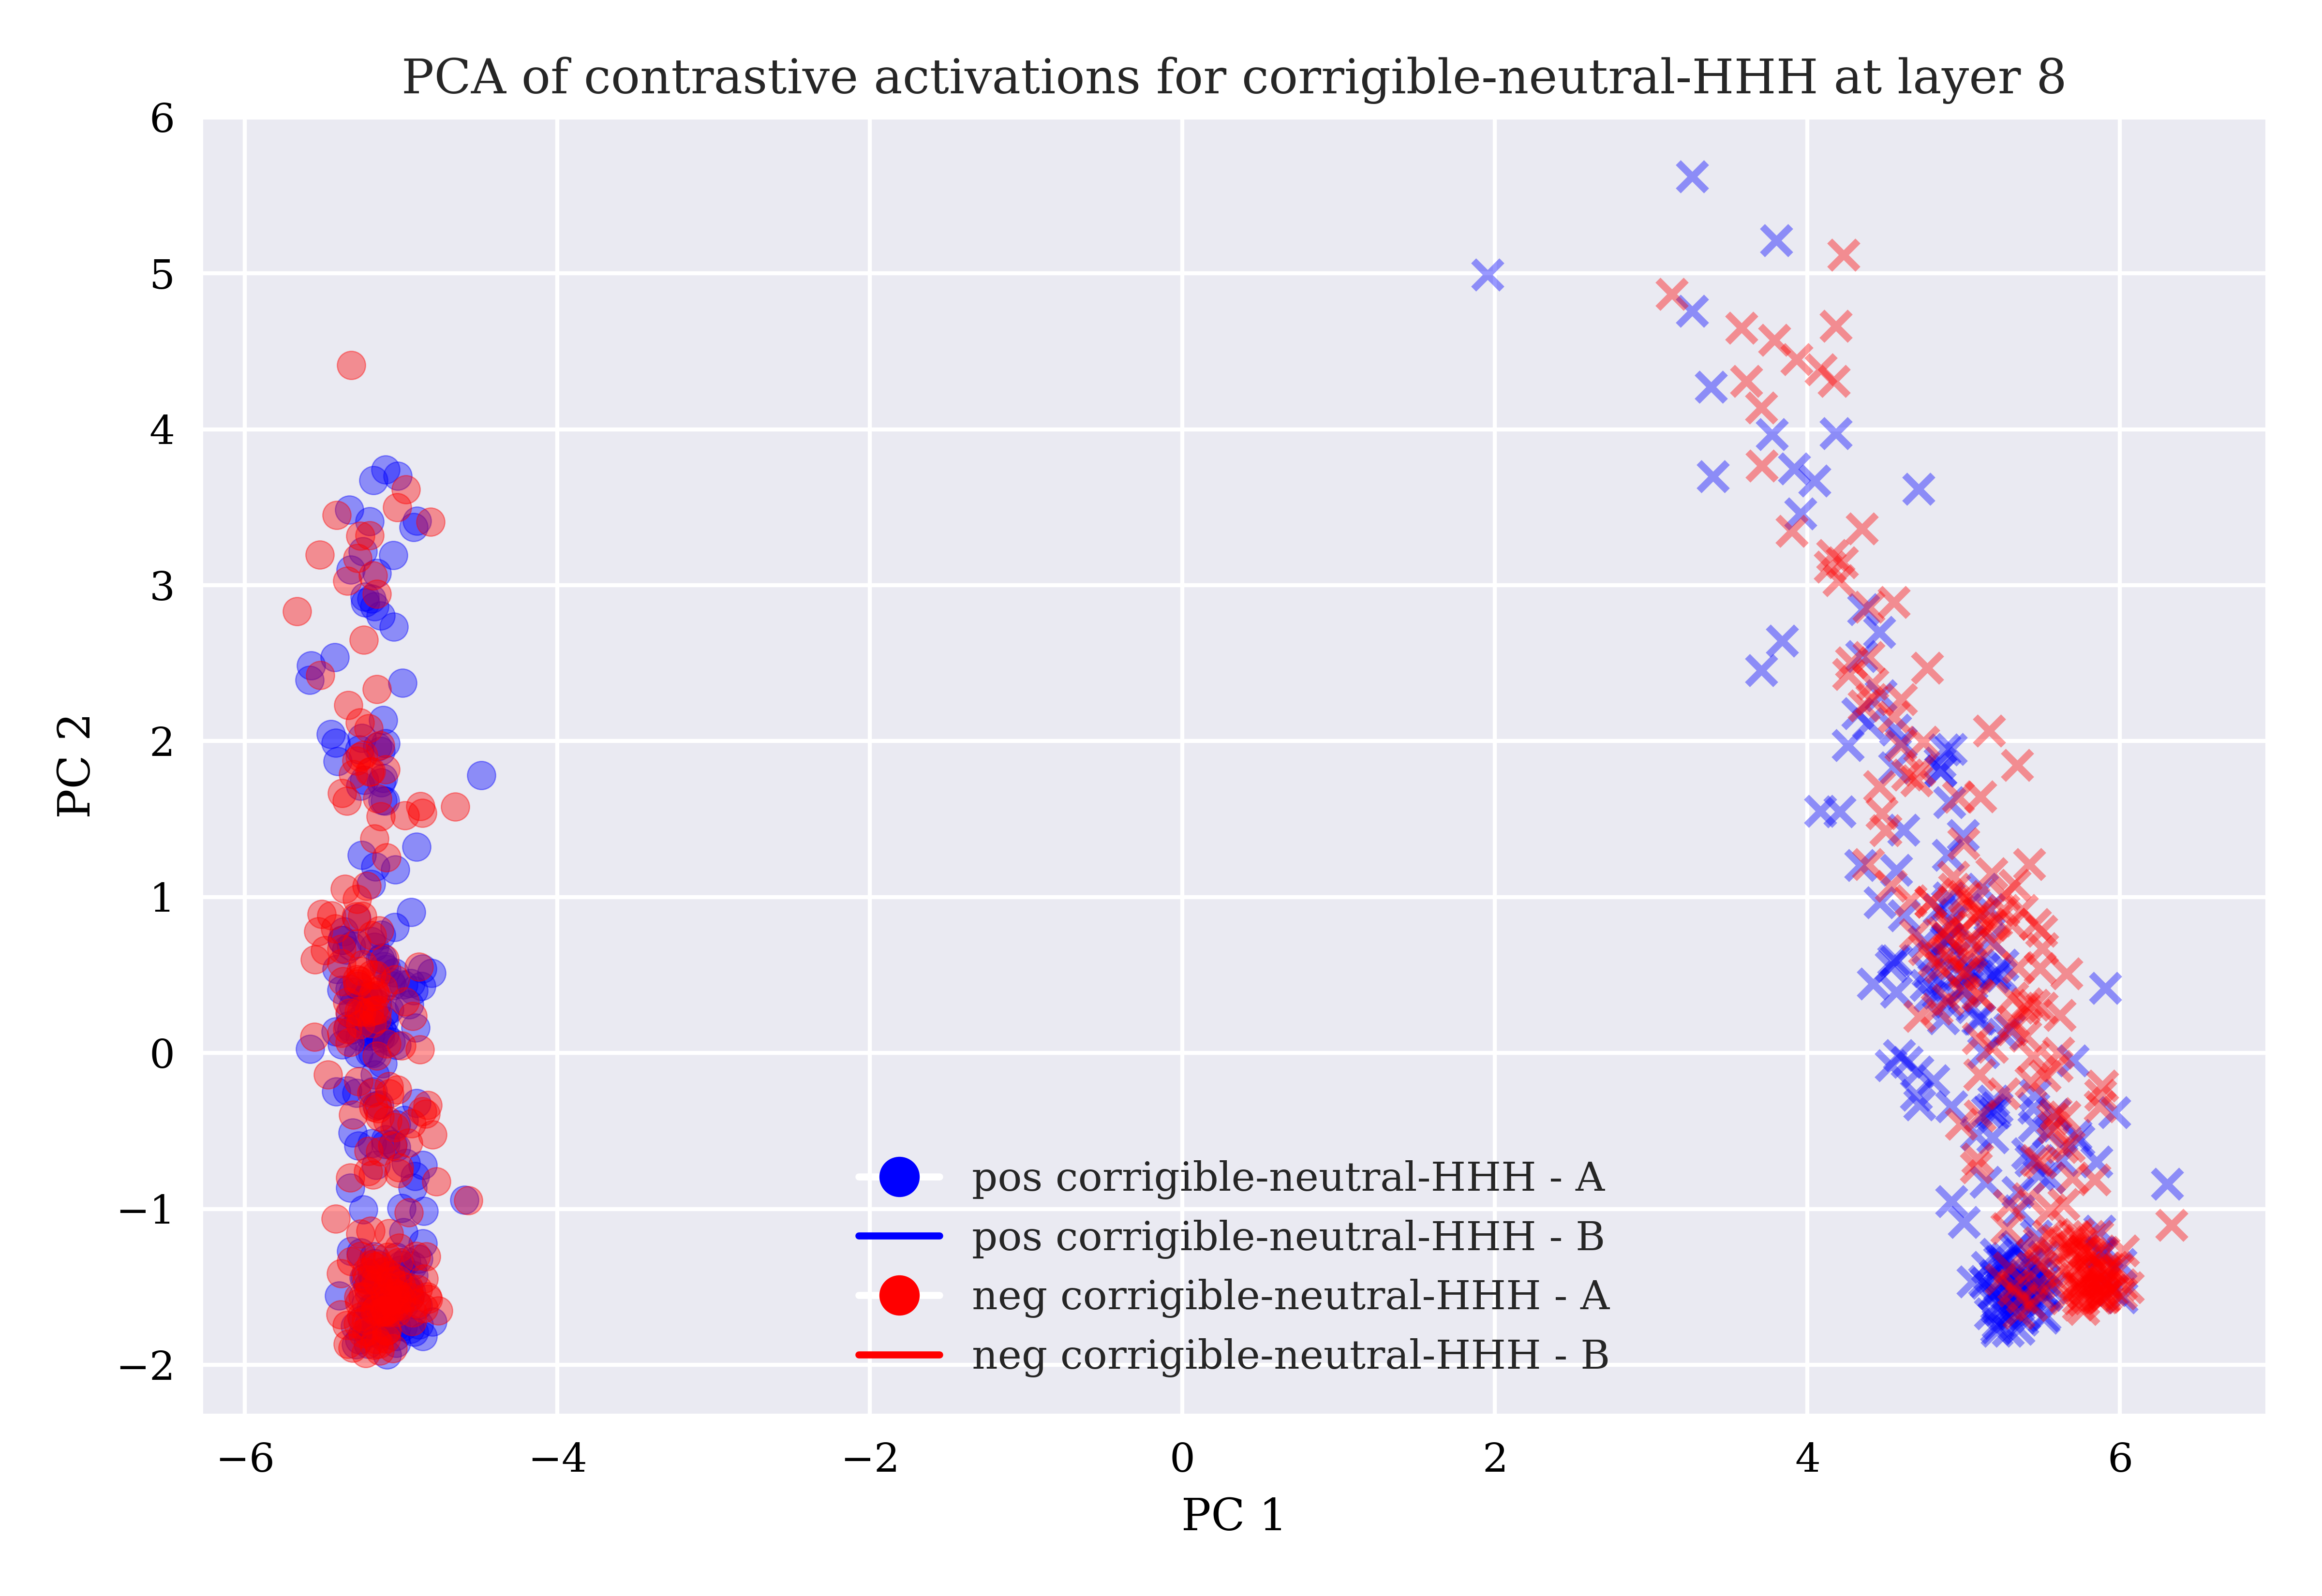 PCA of contrastive activations for corrigible-neutral-HHH at layer 8
6
5
4
3
2
1
0
−1
−2
PC 2
pos corrigible-neutral-HHH - A
pos corrigible-neutral-HHH - B
neg corrigible-neutral-HHH - A
neg corrigible-neutral-HHH - B
−6 −4 −2 0 2 4 6
PC 1